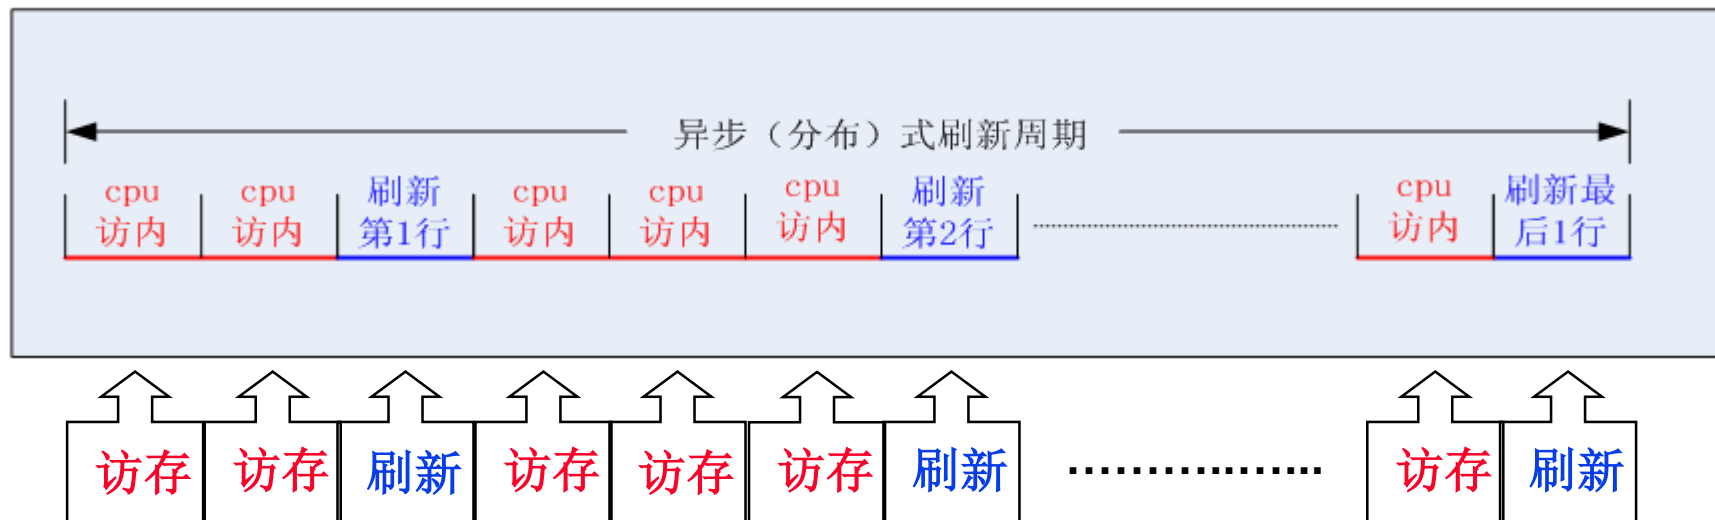 异步（分布）式刷新周期
cpu 访内
cpu 访内
刷新 第1行
cpu 访内
cpu 访内
cpu 访内
刷新 第2行
cpu 访内
刷新最 后1行
访存 访存 刷新 访存 访存 访存 刷新 ................ 访存 刷新